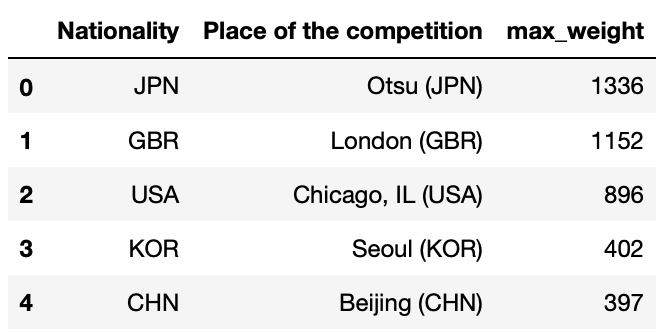 Nationality Place of the competition max_weight
0 JPN Otsu (JPN) 1336
1 GBR London (GBR) 1152
2 USA Chicago, IL (USA) 896
3 KOR Seoul (KOR) 402
4 CHN Beijing (CHN) 397